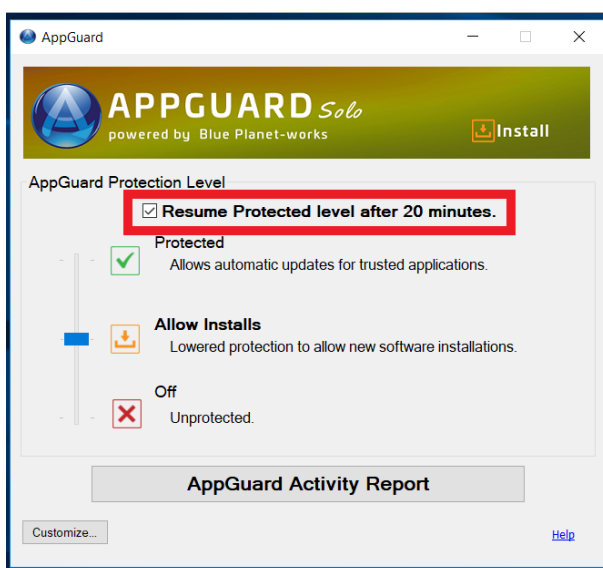 AppGuard
APPGUARD Solo
powered by Blue Planet-works
Install
AppGuard Protection Level
Resume Protected level after 20 minutes.
Protected
Allows automatic updates for trusted applications.
Allow Installs
Lowered protection to allow new software installations.
Off
Unprotected.
AppGuard Activity Report
Customize...
Help